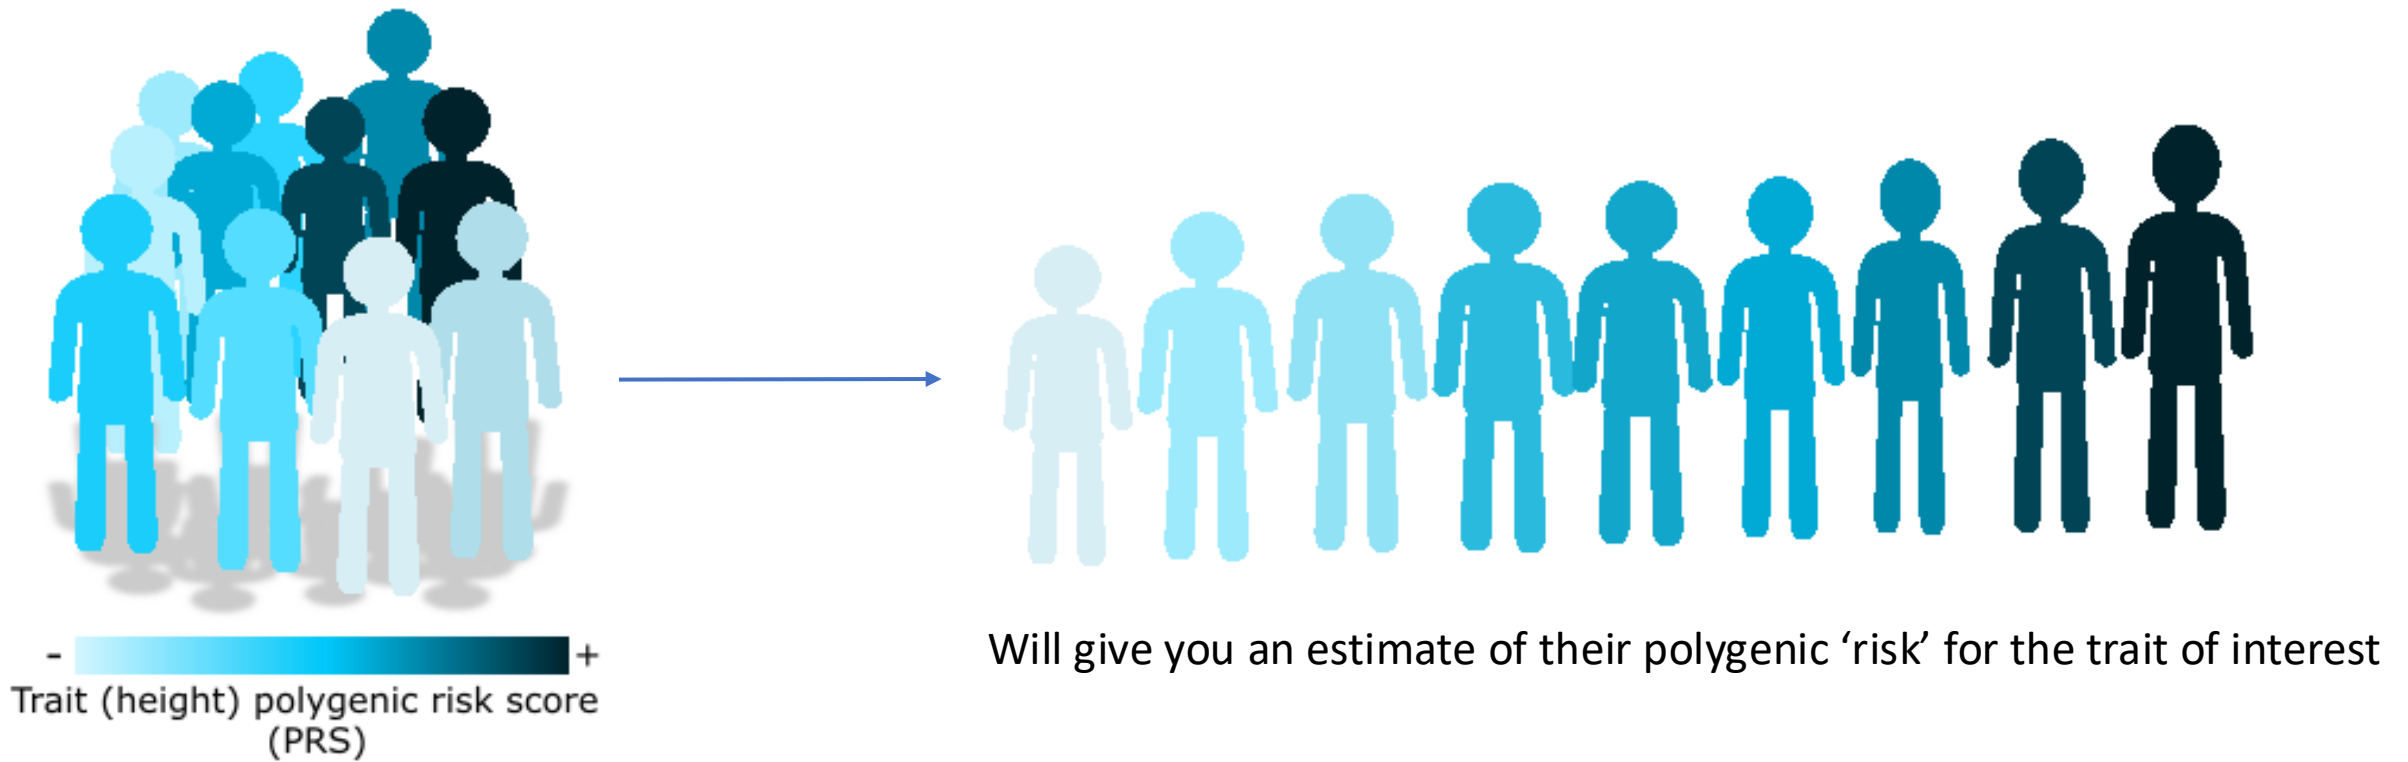 - +
Trait (height) polygenic risk score
(PRS)
Will give you an estimate of their polygenic ‘risk’ for the trait of interest